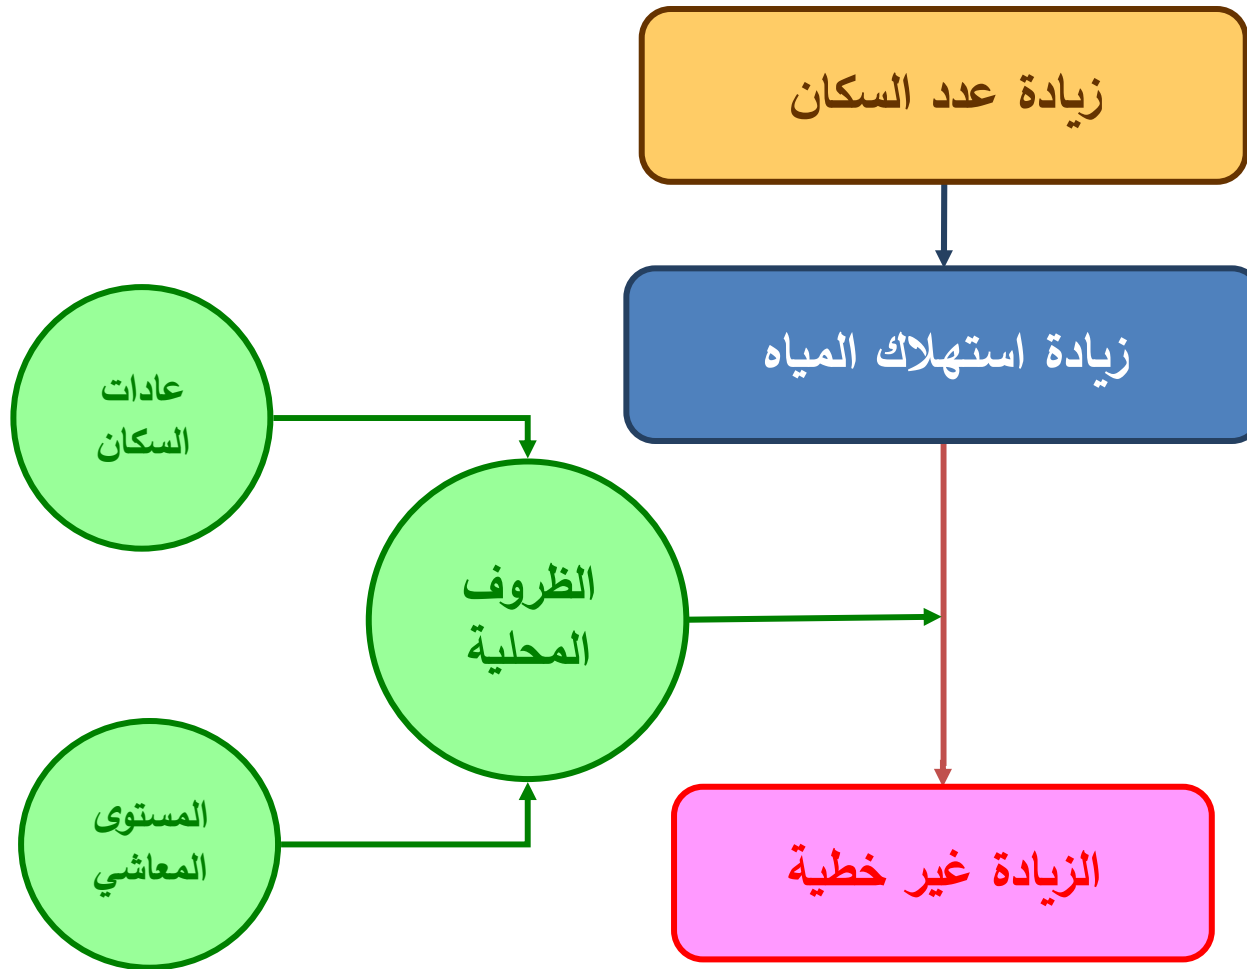 زيادة عدد السكان
زيادة استهلاك المياه
عادات
السكان
الظروف
المحلية
المستوى
المعاشي
الزيادة غير خطية